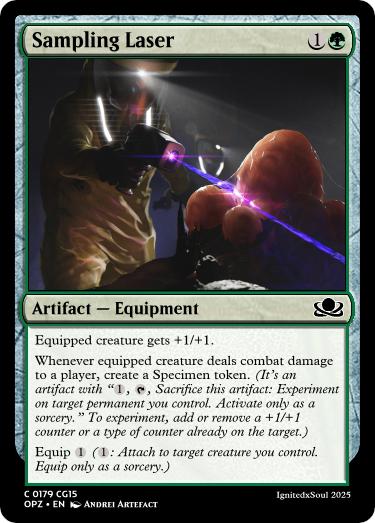 Sampling Laser 1
Artifact — Equipment
Equipped creature gets +1/+1.
Whenever equipped creature deals combat damage
to a player, create a Specimen token. (It's an
artifact with “1, , Sacrifice this artifact: Experiment
on target permanent you control. Activate only as a
sorcery.” To experiment, add or remove a +1/+1
counter or a type of counter already on the target.)
Equip 1 (1: Attach to target creature you control.
Equip only as a sorcery.)
C 0179 CG15
OPZ • EN Andrei Artefact
IgnitedxSoul 2025